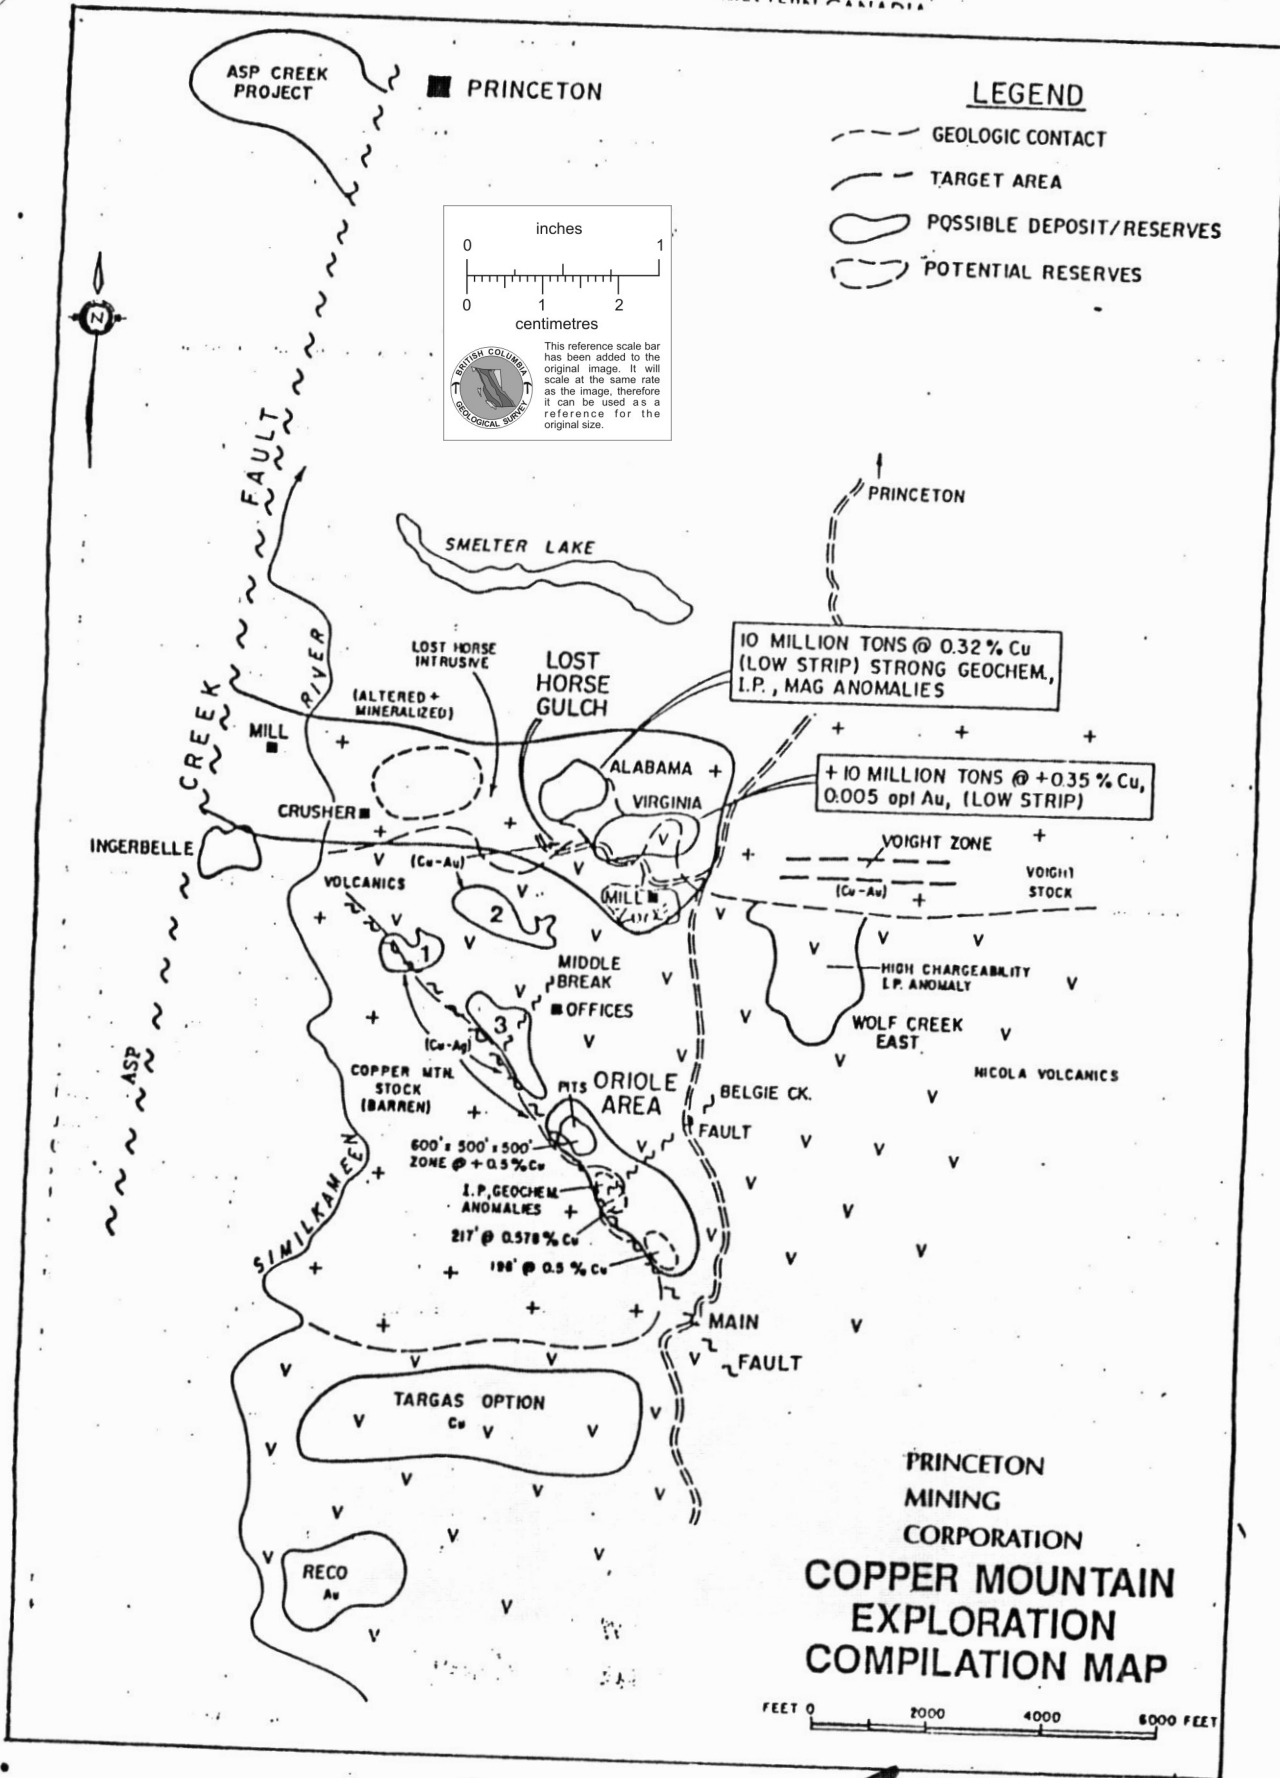 ASP CREEK
PROJECT
PRINCETON
LEGEND
GEOLOGIC CONTACT
TARGET AREA
POSSIBLE DEPOSIT/RESERVES
POTENTIAL RESERVES
inches
0 1
0 1 2
centimetres
BRITISH COLUMBIA
GEOLOGICAL SURVEY
This reference scale bar
has been added to the
original image. It will
scale at the same rate
as the image, therefore
it can be used as a
reference for the
original size.
N
FAULT
CREEK
ASP
PRINCETON
SMELTER LAKE
RIVER
LOST HORSE
INTRUSIVE
LOST
HORSE
GULCH
10 MILLION TONS @ 0.32 % Cu
(LOW STRIP) STRONG GEOCHEM.,
I.P., MAG ANOMALIES
(ALTERED +
MINERALIZED)
MILL
ALABAMA
VIRGINIA
+ 10 MILLION TONS @ +0.35 % Cu,
0.005 opt Au, (LOW STRIP)
CRUSHER
INGERBELLE
VOIGHT ZONE
(Cu-Au)
VOIGHT
STOCK
(Cu-Au)
VOLCANICS
MILL
2
1
MIDDLE
BREAK
OFFICES
3
HIGH CHARGEABILITY
I.P. ANOMALY
WOLF CREEK
EAST
(Cu-Ag)
NICOLA VOLCANICS
COPPER MTN.
STOCK
(BARREN)
PITS
ORIOLE
AREA
BELGIE CK.
FAULT
600' x 500' x 500'
ZONE @ + 0.5 % Cu
I.P., GEOCHEM.
ANOMALIES
217' @ 0.578 % Cu
198' @ 0.5 % Cu
SIMILKAMEEN
MAIN
FAULT
TARGAS OPTION
Cu
RECO
Au
PRINCETON
MINING
CORPORATION
COPPER MOUNTAIN
EXPLORATION
COMPILATION MAP
FEET 0 2000 4000 6000 FEET